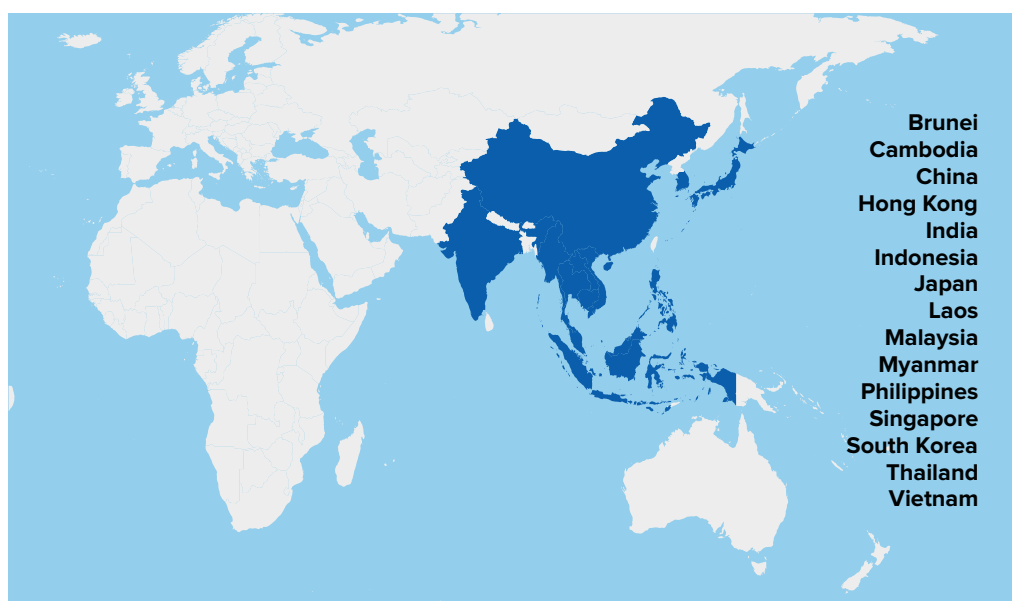 Brunei
Cambodia
China
Hong Kong
India
Indonesia
Japan
Laos
Malaysia
Myanmar
Philippines
Singapore
South Korea
Thailand
Vietnam